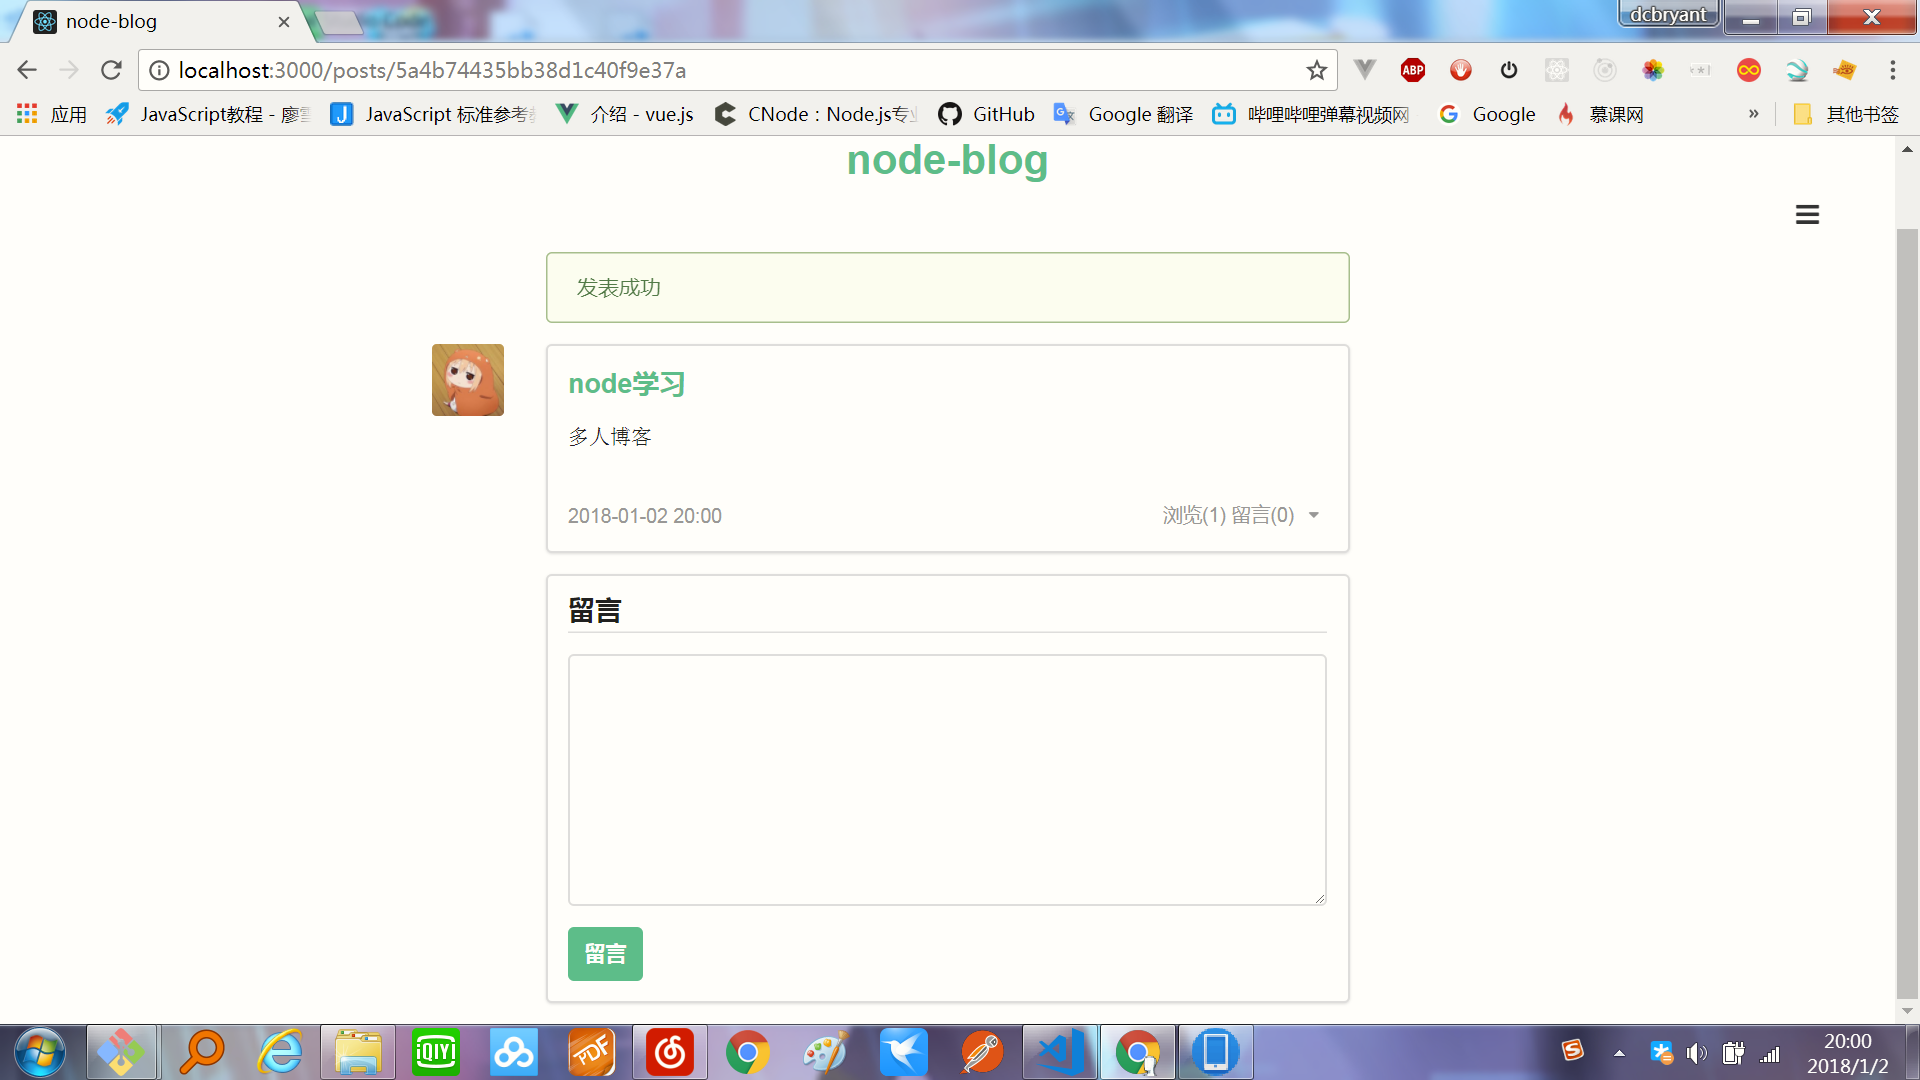 node-blog
dcbryant
localhost:3000/posts/5a4b74435bb38d1c40f9e37a
ABP
应用
JavaScript教程 - 廖
J JavaScript 标准参考
介绍 - vue.js
CNode：Node.js专
GitHub
Google 翻译
哔哩哔哩弹幕视频网
Google
慕课网
»
其他书签
node-blog
发表成功
node学习
多人博客
2018-01-02 20:00
浏览(1) 留言(0)
留言
留言
iQIYI
PDF
20:00
2018/1/2